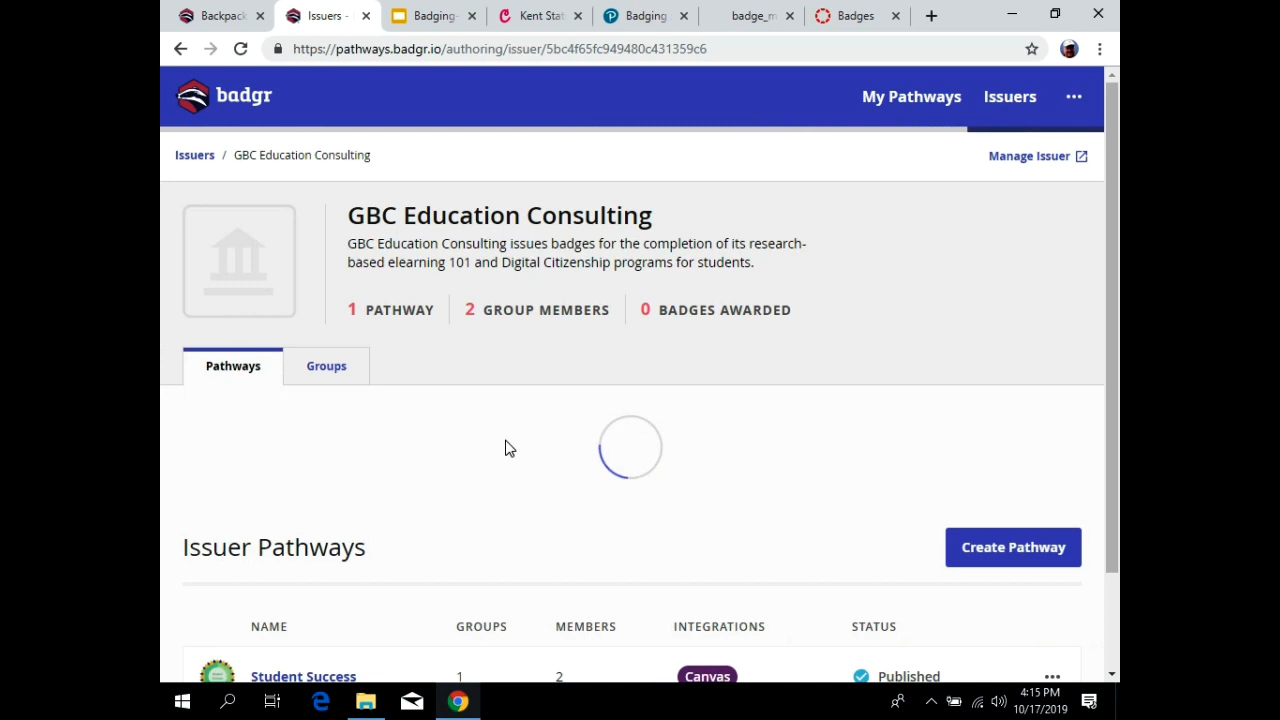 Backpack
Issuers -
Badging-
Kent Stat
Badging
badge_m
Badges
https://pathways.badgr.io/authoring/issuer/5bc4f65fc949480c431359c6
badgr
My Pathways
Issuers
Issuers / GBC Education Consulting
Manage Issuer
GBC Education Consulting
GBC Education Consulting issues badges for the completion of its research-
based elearning 101 and Digital Citizenship programs for students.
1 PATHWAY
2 GROUP MEMBERS
0 BADGES AWARDED
Pathways
Groups
Issuer Pathways
Create Pathway
NAME GROUPS MEMBERS INTEGRATIONS STATUS
Student Success 1 2 Canvas Published
4:15 PM
10/17/2019